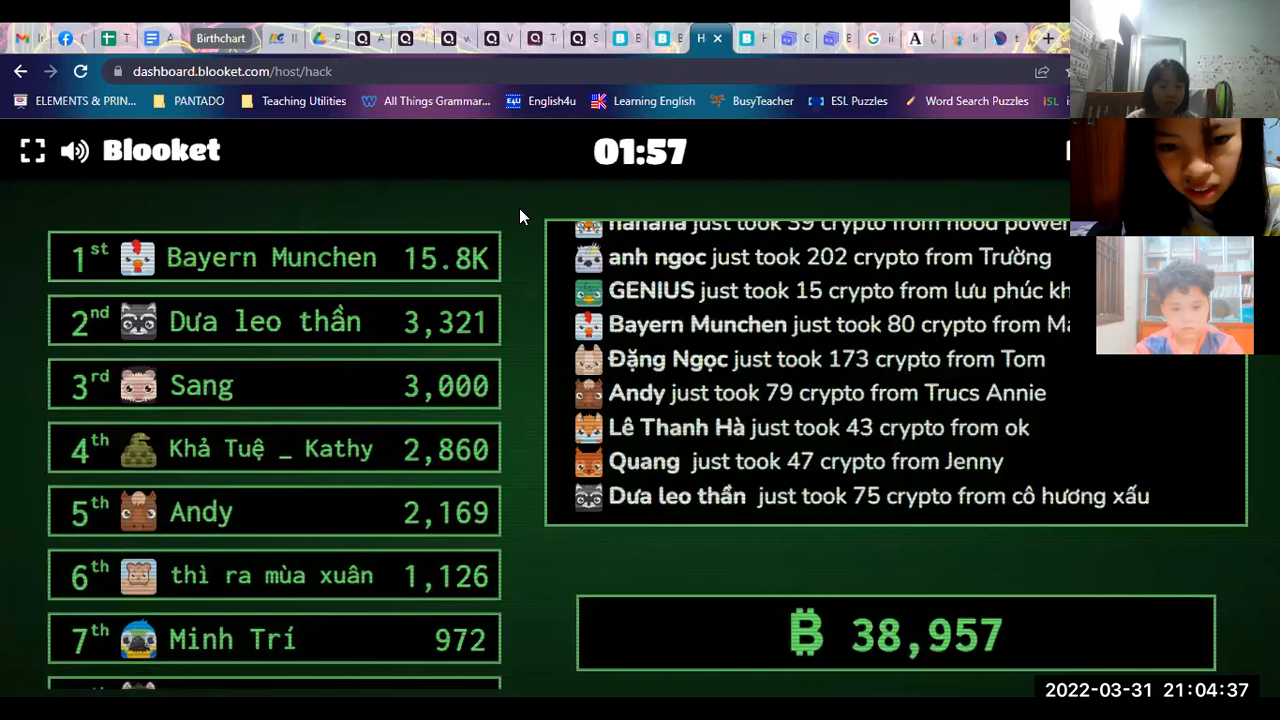 Birthchart
dashboard.blooket.com/host/hack
ELEMENTS & PRIN... PANTADO Teaching Utilities All Things Grammar... English4u Learning English BusyTeacher ESL Puzzles Word Search Puzzles iSL
Blooket
01:57
1st Bayern Munchen 15.8K
2nd Dưa leo thần 3,321
3rd Sang 3,000
4th Khả Tuệ _ Kathy 2,860
5th Andy 2,169
6th thì ra mùa xuân 1,126
7th Minh Trí 972
just took 39 crypto from
anh ngoc just took 202 crypto from Trường
GENIUS just took 15 crypto from lưu phúc kh
Bayern Munchen just took 80 crypto from Ma
Đặng Ngọc just took 173 crypto from Tom
Andy just took 79 crypto from Trucs Annie
Lê Thanh Hà just took 43 crypto from ok
Quang just took 47 crypto from Jenny
Dưa leo thần just took 75 crypto from cô hương xấu
₿ 38,957
2022-03-31 21:04:37